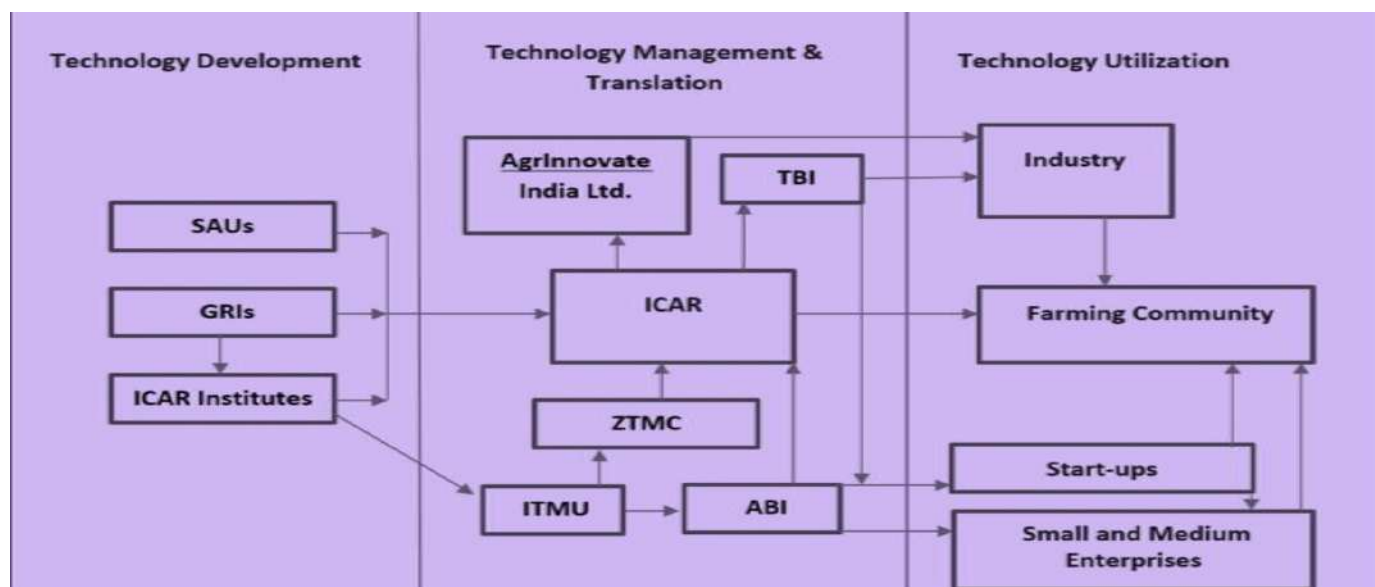 Technology Development
Technology Management &
Translation
Technology Utilization
AgrInnovate
India Ltd.
TBI
Industry
SAUs
GRIs
ICAR
Farming Community
ICAR Institutes
ZTMC
Start-ups
ITMU
ABI
Small and Medium
Enterprises